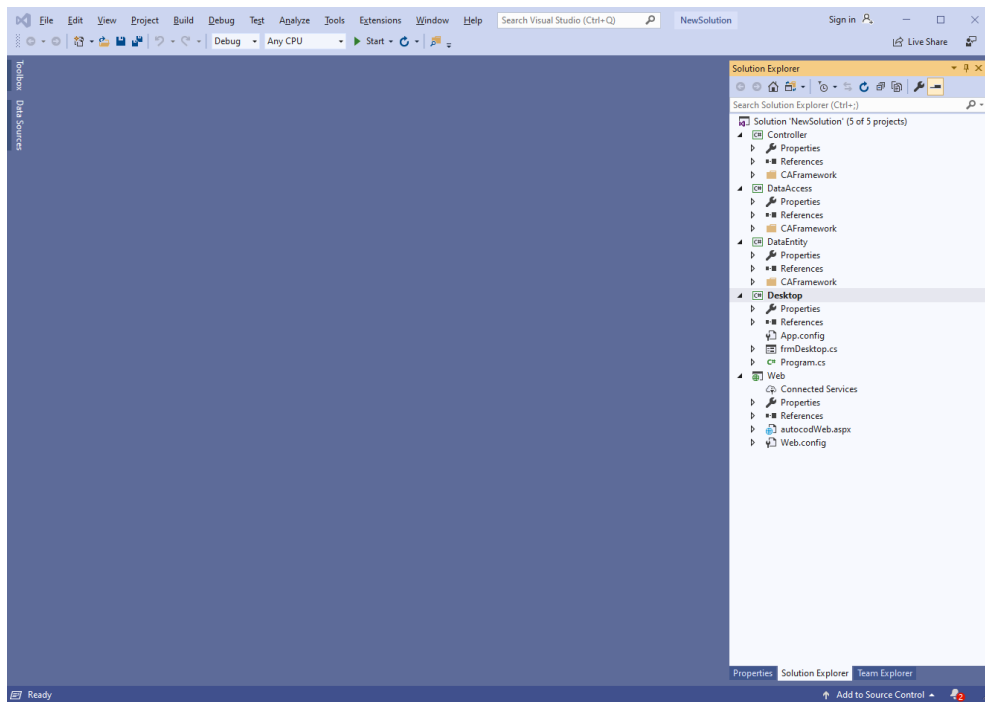 File Edit View Project Build Debug Test Analyze Tools Extensions Window Help Search Visual Studio (Ctrl+Q) NewSolution Sign in
Debug Any CPU Start Live Share
Toolbox
Data Sources
Solution Explorer
Search Solution Explorer (Ctrl+;)
Solution 'NewSolution' (5 of 5 projects)
C# Controller
Properties
References
CAFramework
C# DataAccess
Properties
References
CAFramework
C# DataEntity
Properties
References
CAFramework
C# Desktop
Properties
References
App.config
frmDesktop.cs
C# Program.cs
Web
Connected Services
Properties
References
autocodWeb.aspx
Web.config
Properties Solution Explorer Team Explorer
Ready Add to Source Control 2